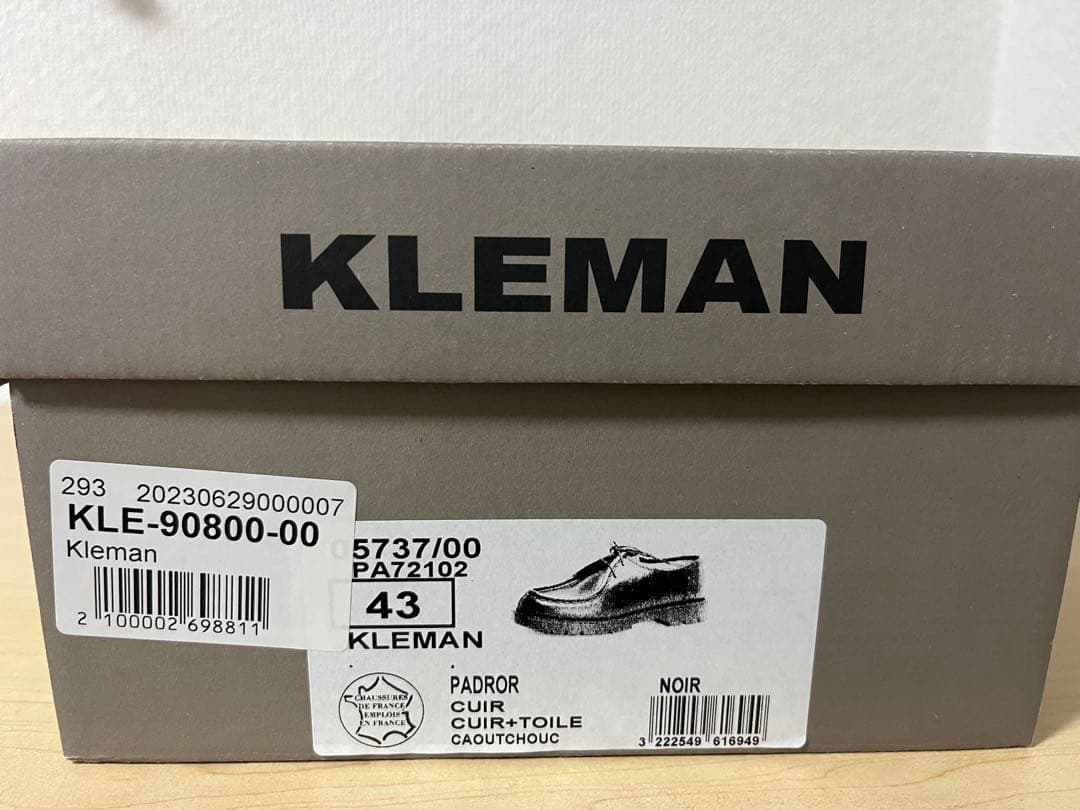 KLEMAN
293 20230629000007
KLE-90800-00
Kleman
2 100002 698811
05737/00
PA72102
43
KLEMAN
CHAUSSURES
DE FRANCE
EMPLOIS
EN FRANCE
PADROR
CUIR
CUIR+TOILE
CAOUTCHOUC
NOIR
3 222549 616949